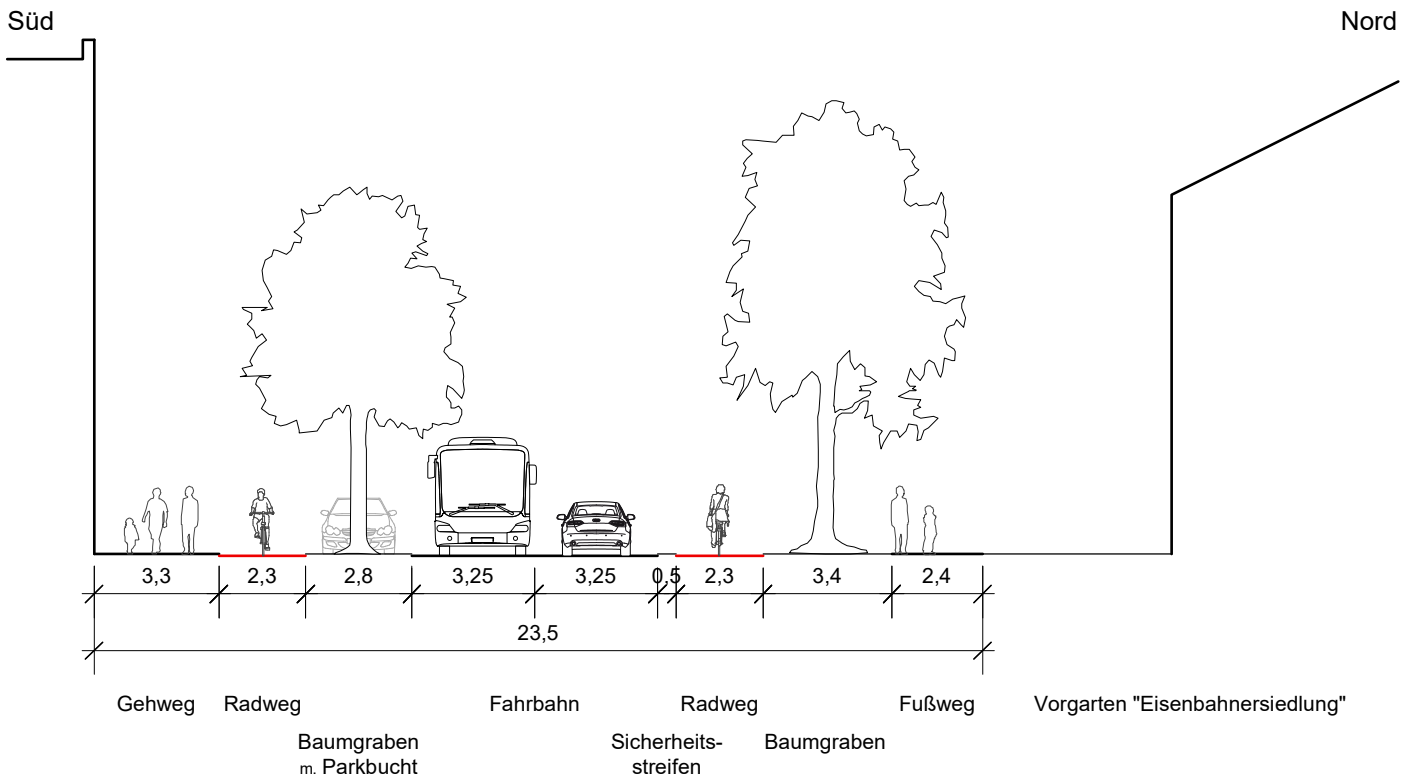 Süd
Nord
3,3 2,3 2,8 3,25 3,25 0,5 2,3 3,4 2,4
23,5
Gehweg Radweg Fahrbahn Radweg Fußweg Vorgarten "Eisenbahnersiedlung"
Baumgraben Sicherheits- Baumgraben
m. Parkbucht streifen